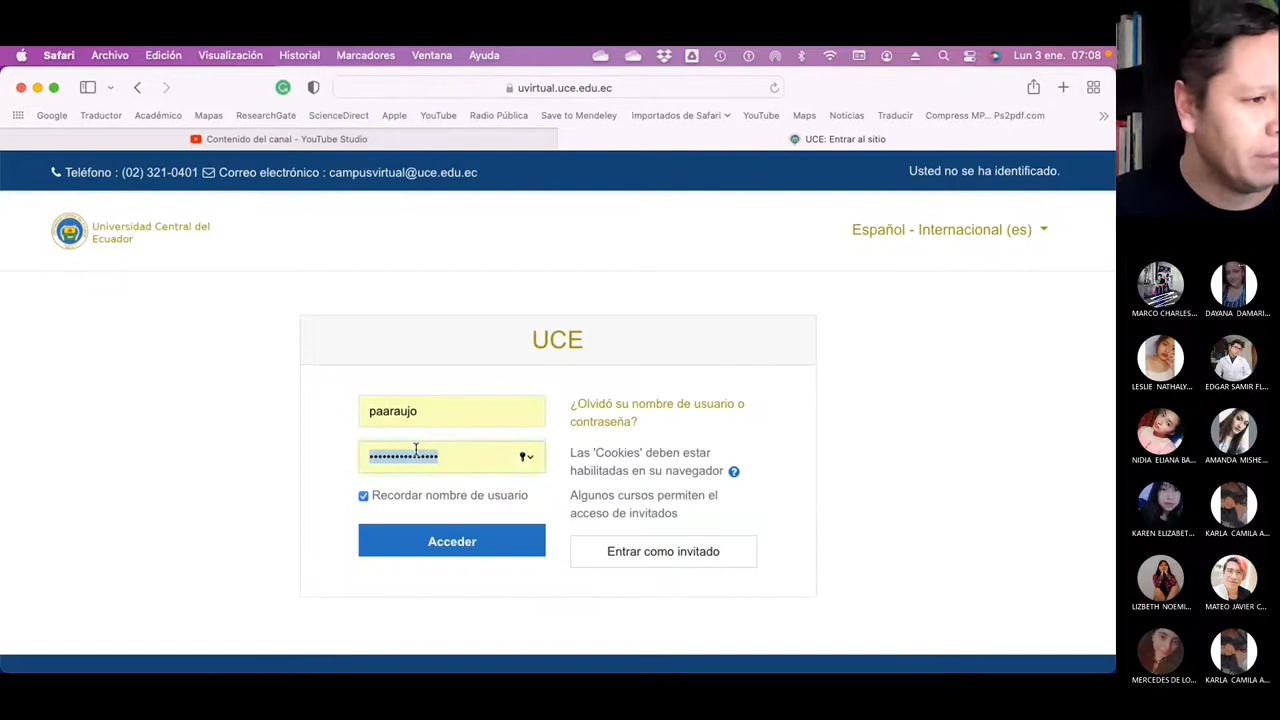 Safari Archivo Edición Visualización Historial Marcadores Ventana Ayuda Lun 3 ene. 07:08
uvirtual.uce.edu.ec
Google Traductor Académico Mapas ResearchGate ScienceDirect Apple YouTube Radio Pública Save to Mendeley Importados de Safari YouTube Maps Noticias Traducir Compress MP... Ps2pdf.com
Contenido del canal - YouTube Studio UCE: Entrar al sitio
Teléfono : (02) 321-0401 Correo electrónico : campusvirtual@uce.edu.ec Usted no se ha identificado.
Universidad Central del
Ecuador
Español - Internacional (es)
UCE
paaraujo
¿Olvidó su nombre de usuario o
contraseña?
Las 'Cookies' deben estar
habilitadas en su navegador
Recordar nombre de usuario
Algunos cursos permiten el
acceso de invitados
Acceder
Entrar como invitado
MARCO CHARLES... DAYANA DAMARI...
LESLIE NATHALY... EDGAR SAMIR FL...
NIDIA ELIANA BA... AMANDA MISHE...
KAREN ELIZABET... KARLA CAMILA A...
LIZBETH NOEMI... MATEO JAVIER C...
MERCEDES DE LO... KARLA CAMILA A...